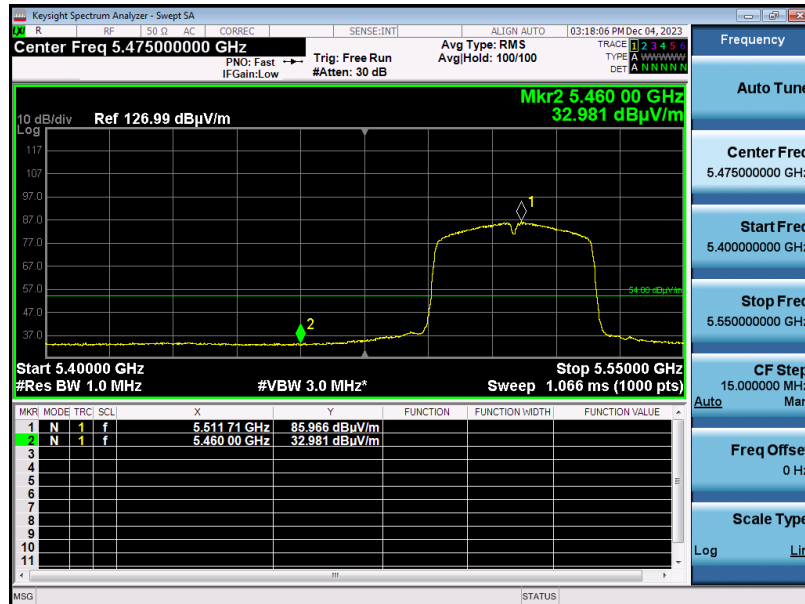 Keysight Spectrum Analyzer - Swept SA
LXI R RF 50 Ω AC CORREC SENSE:INT ALIGN AUTO 03:18:06 PM Dec 04, 2023
Center Freq 5.475000000 GHz
PNO: Fast
IFGain:Low
Trig: Free Run
#Atten: 30 dB
Avg Type: RMS
Avg|Hold: 100/100
TRACE 1 2 3 4 5 6
TYPE A WWWWW
DET A N N N N N
Mkr2 5.460 00 GHz
32.981 dBµV/m
10 dB/div Ref 126.99 dBµV/m
Log
117
107
97.0
87.0
77.0
67.0
57.0
47.0
37.0
1
2
54.00 dBµV/m
Start 5.40000 GHz Stop 5.55000 GHz
#Res BW 1.0 MHz #VBW 3.0 MHz* Sweep 1.066 ms (1000 pts)
MKR MODE TRC SCL X Y FUNCTION FUNCTION WIDTH FUNCTION VALUE
1 N 1 f 5.511 71 GHz 85.966 dBµV/m
2 N 1 f 5.460 00 GHz 32.981 dBµV/m
3
4
5
6
7
8
9
10
11
MSG STATUS
Frequency
Auto Tune
Center Freq
5.475000000 GHz
Start Freq
5.400000000 GHz
Stop Freq
5.550000000 GHz
CF Step
15.000000 MHz
Auto Man
Freq Offset
0 Hz
Scale Type
Log Lin